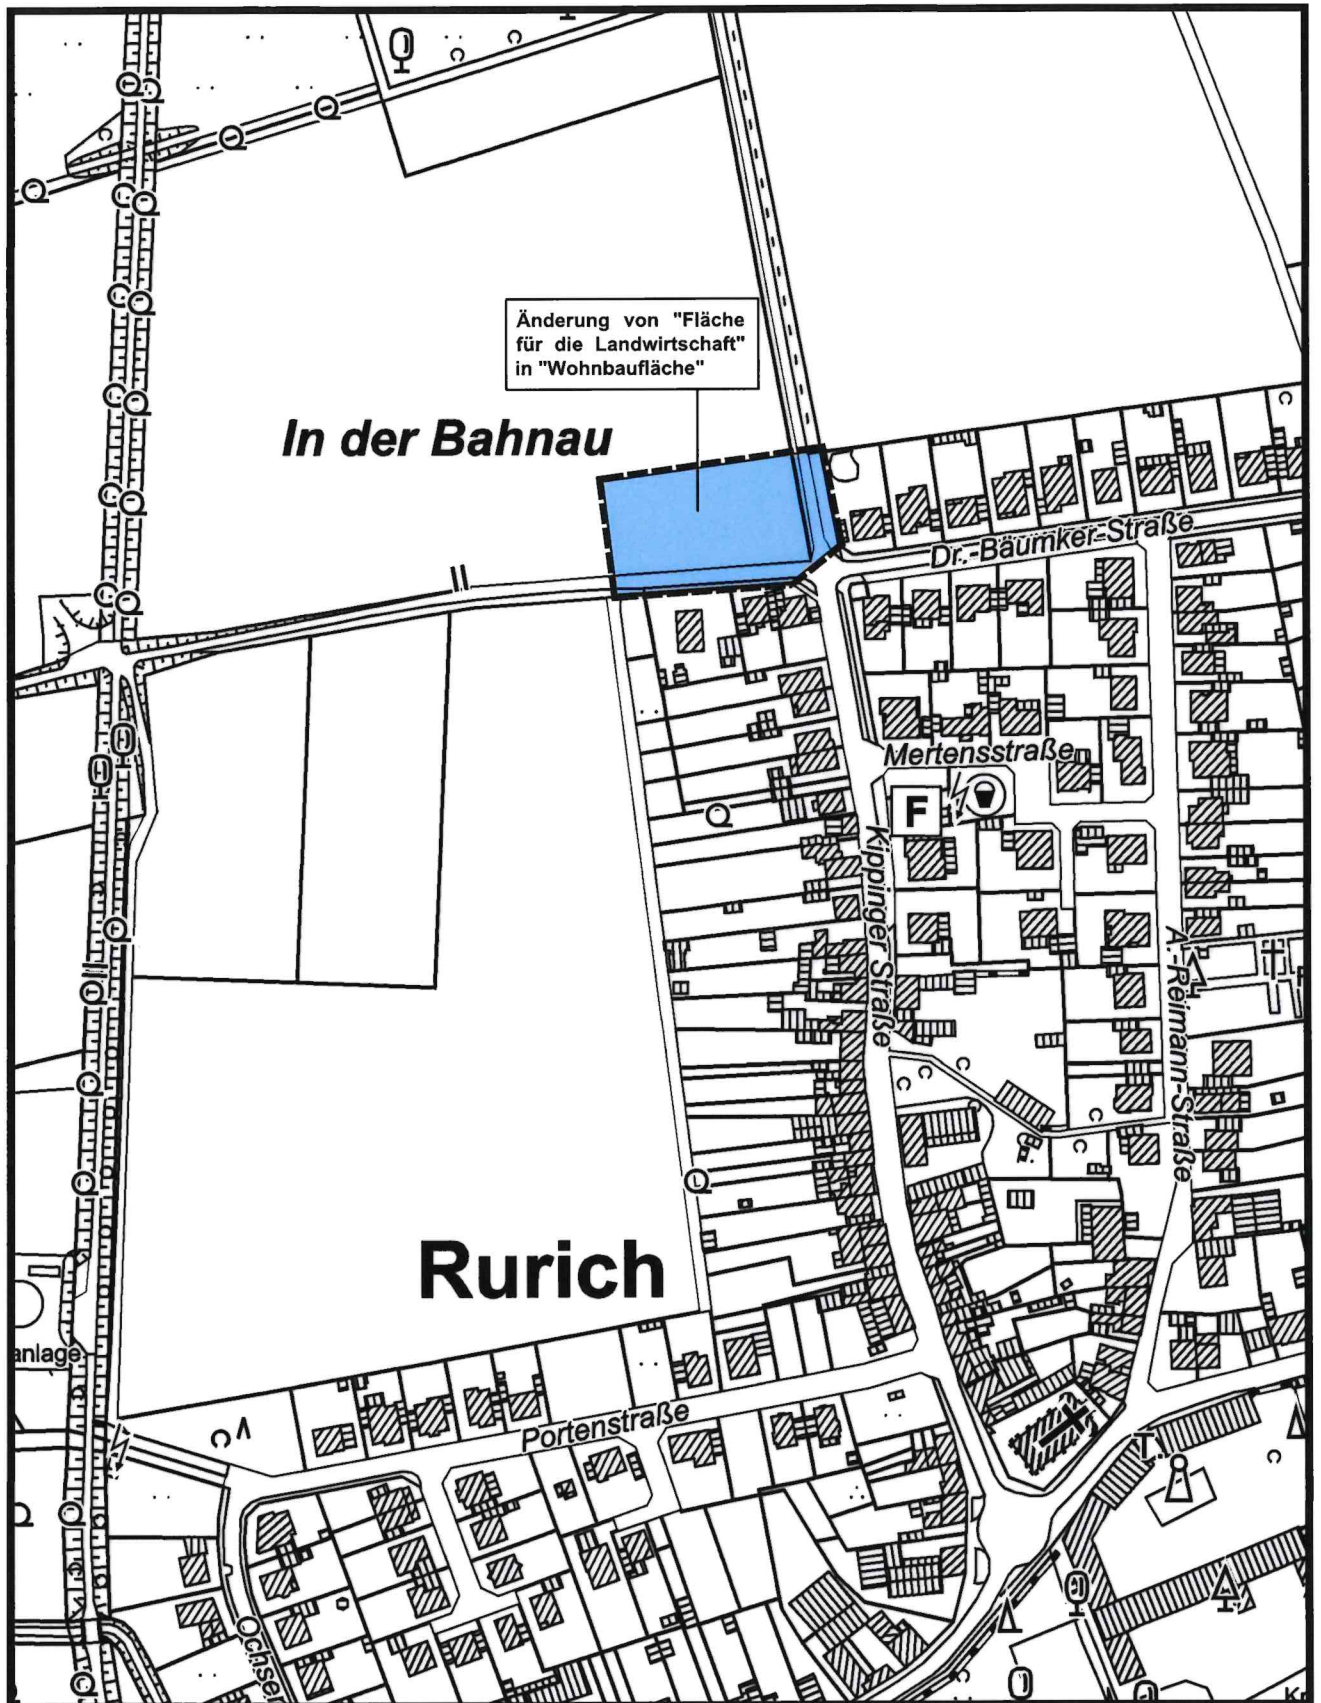 Änderung von "Fläche
für die Landwirtschaft"
in "Wohnbaufläche"
In der Bahnau
Dr.-Bäumker-Straße
Mertensstraße
F
Kippinger Straße
A.-Reimann-Straße
Rurich
anlage
Portenstraße
Ochsen
T.